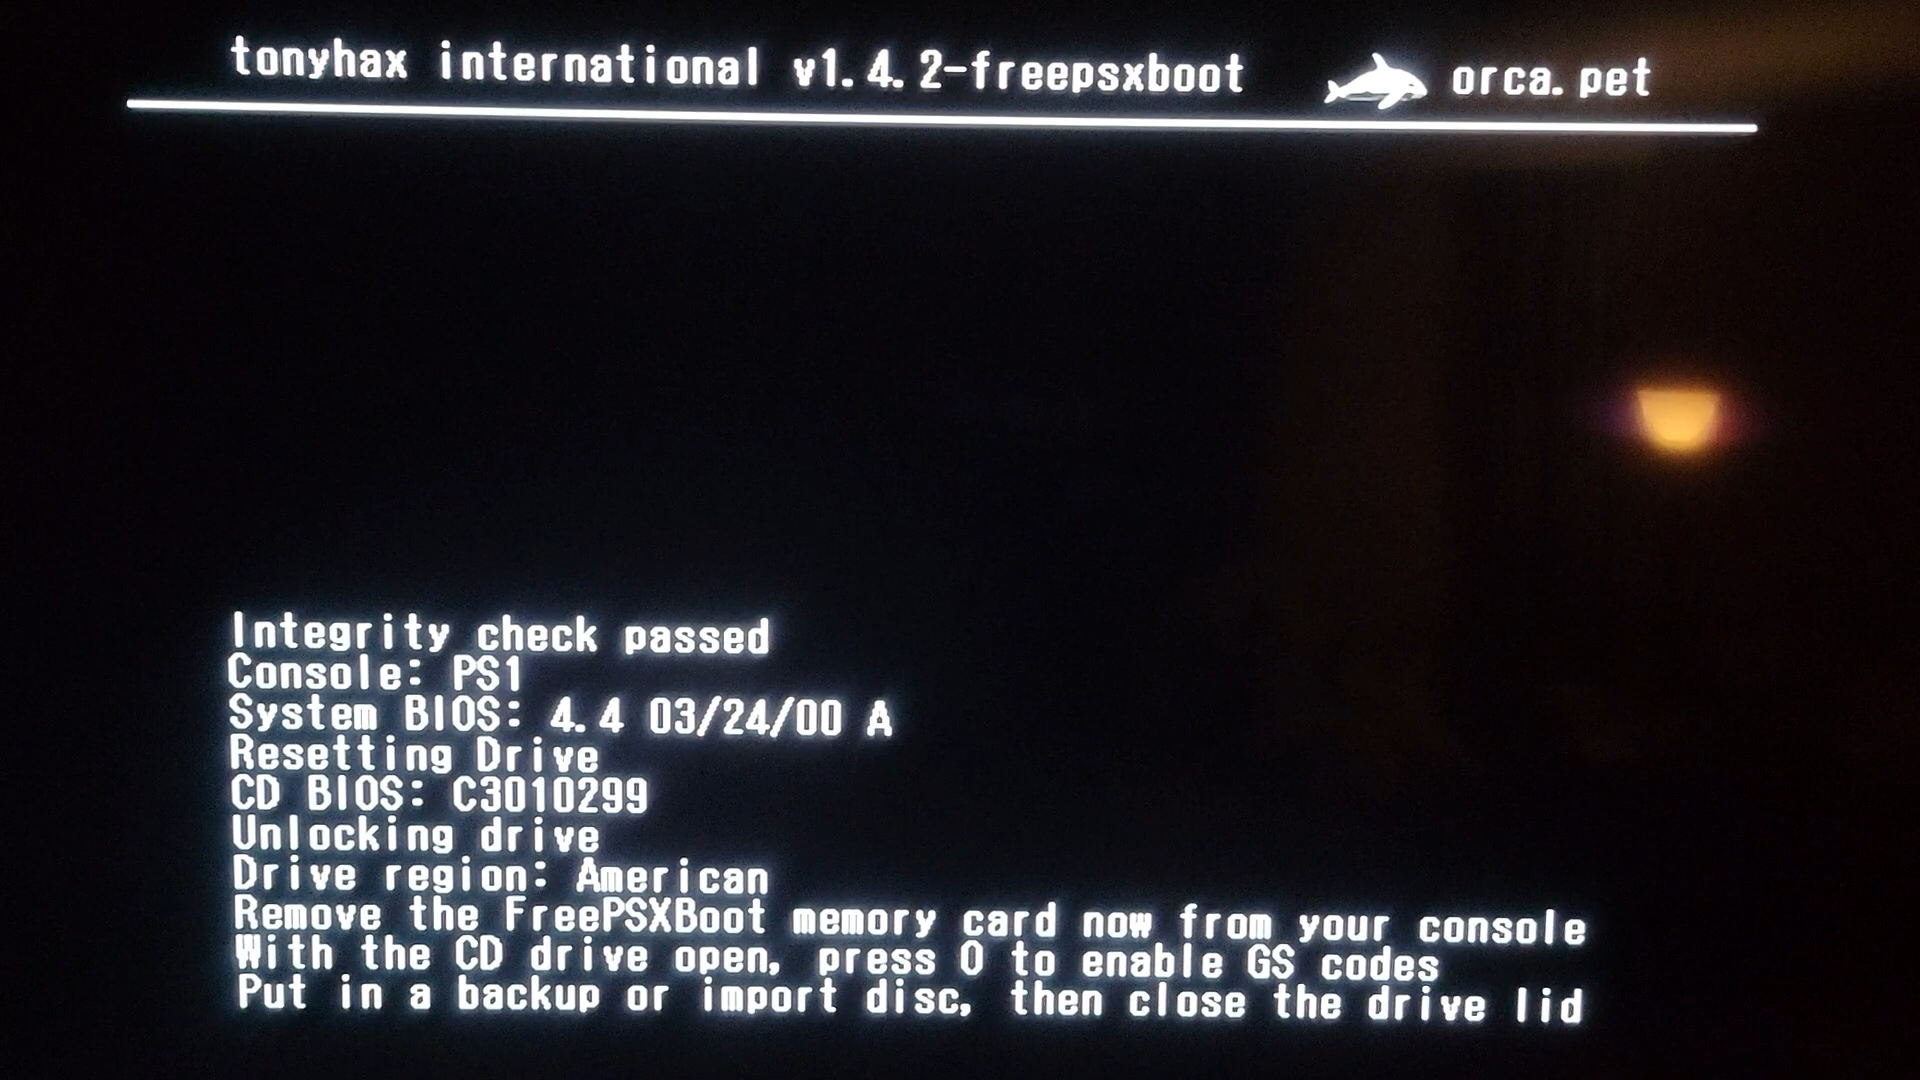 tonyhax international v1.4.2-freepsxboot orca.pet
Integrity check passed
Console: PS1
System BIOS: 4.4 03/24/00 A
Resetting Drive
CD BIOS: C3010299
Unlocking drive
Drive region: American
Remove the FreePSXBoot memory card now from your console
With the CD drive open, press O to enable GS codes
Put in a backup or import disc, then close the drive lid